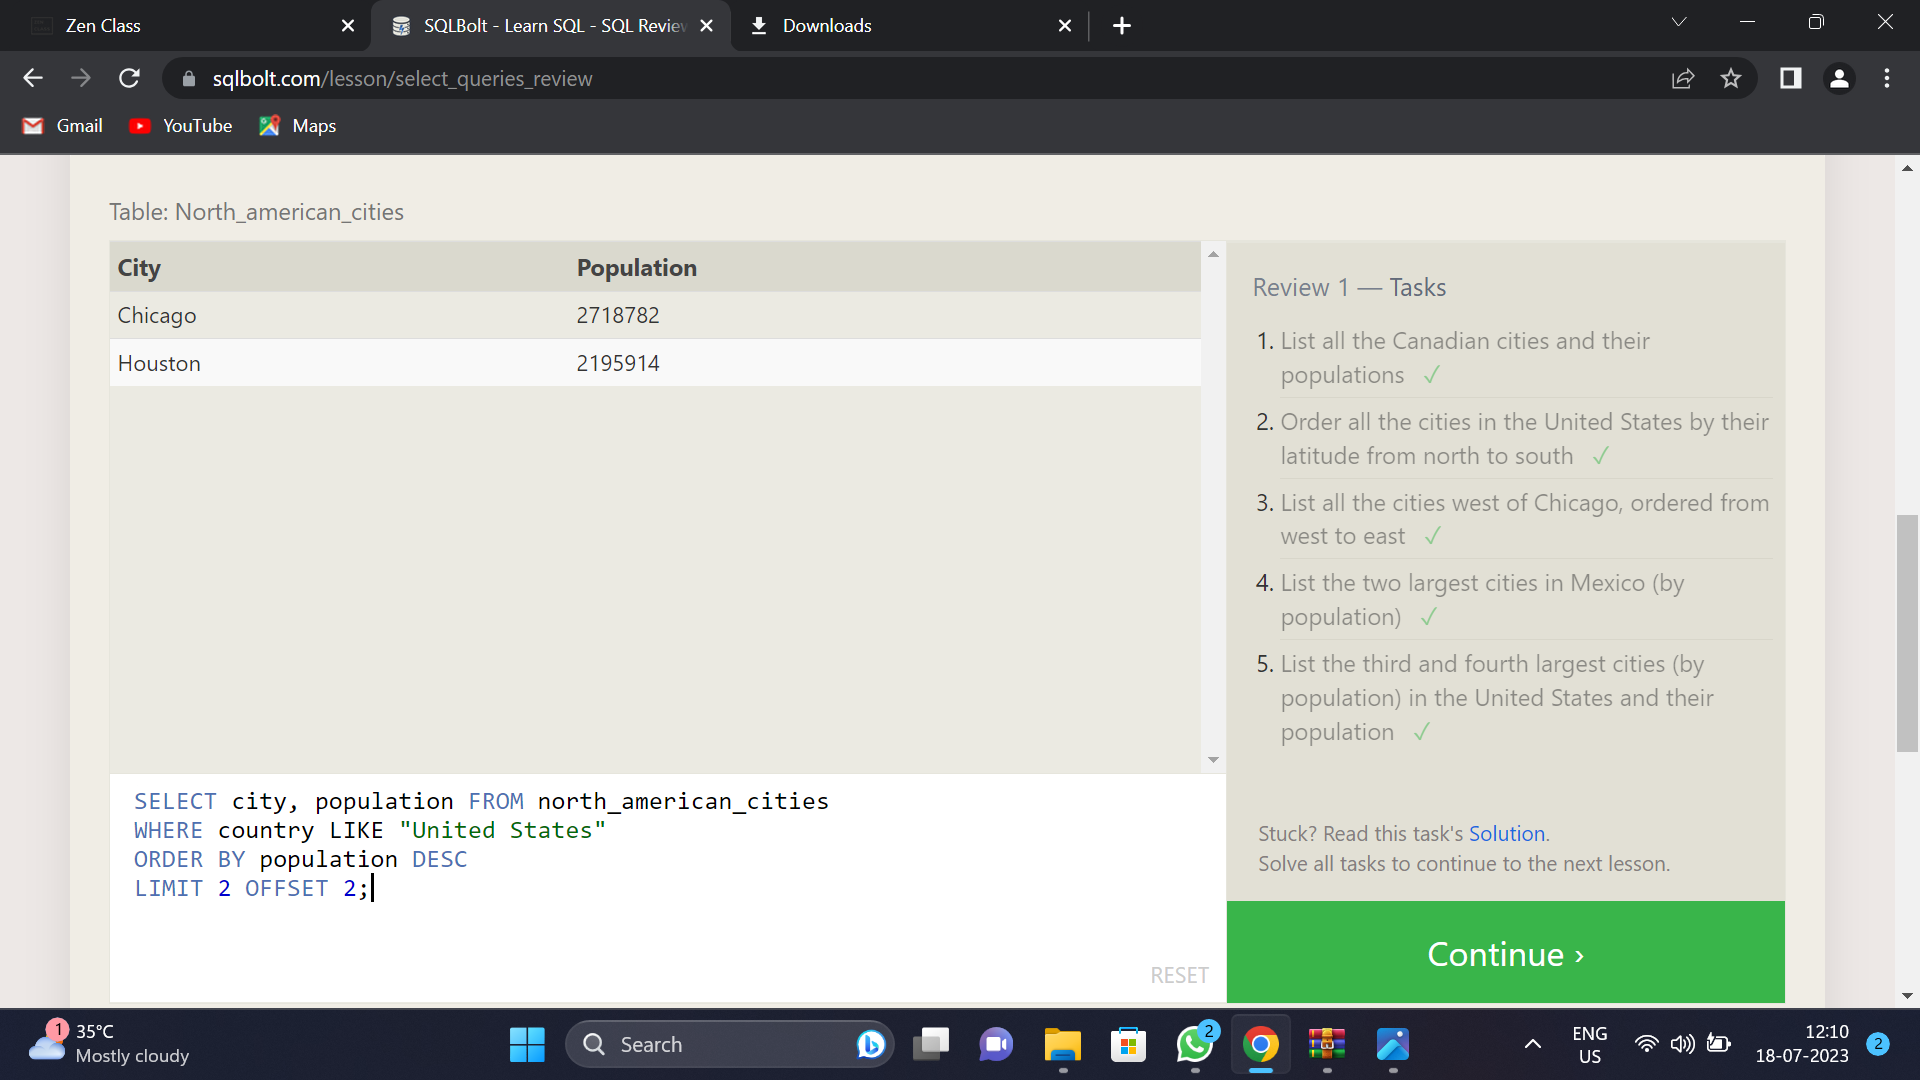 Zen Class
SQLBolt - Learn SQL - SQL Review
Downloads
sqlbolt.com/lesson/select_queries_review
Gmail
YouTube
Maps
Table: North_american_cities
City Population
Chicago 2718782
Houston 2195914
Review 1 — Tasks
1. List all the Canadian cities and their
populations ✓
2. Order all the cities in the United States by their
latitude from north to south ✓
3. List all the cities west of Chicago, ordered from
west to east ✓
4. List the two largest cities in Mexico (by
population) ✓
5. List the third and fourth largest cities (by
population) in the United States and their
population ✓
SELECT city, population FROM north_american_cities
WHERE country LIKE "United States"
ORDER BY population DESC
LIMIT 2 OFFSET 2;
RESET
Stuck? Read this task's Solution.
Solve all tasks to continue to the next lesson.
Continue ›
1
35°C
Mostly cloudy
Search
2
ENG
US
12:10
18-07-2023
2